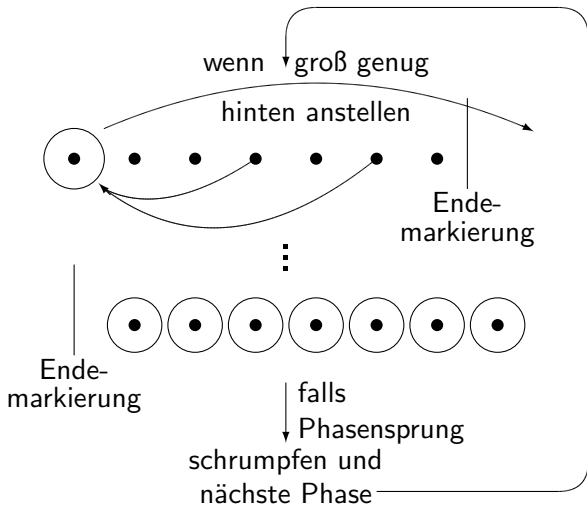 wenn groß genug
hinten anstellen
Ende-
markierung
Ende-
markierung
falls
Phasensprung
schrumpfen und
nächste Phase